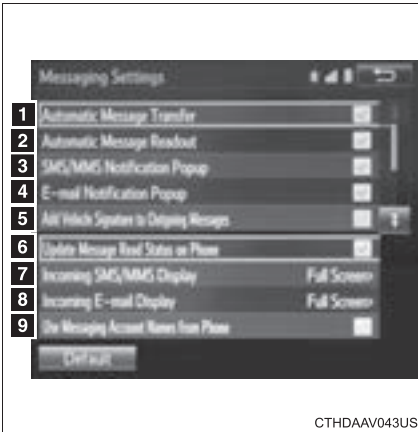 Messaging Settings
1 Automatic Message Transfer
2 Automatic Message Readout
3 SMS/MMS Notification Popup
4 E-mail Notification Popup
5 Add Vehicle Signature to Outgoing Messages
6 Update Message Read Status on Phone
7 Incoming SMS/MMS Display Full Screen
8 Incoming E-mail Display Full Screen
9 Use Messaging Account Names from Phone
Default
CTHDAAV043US